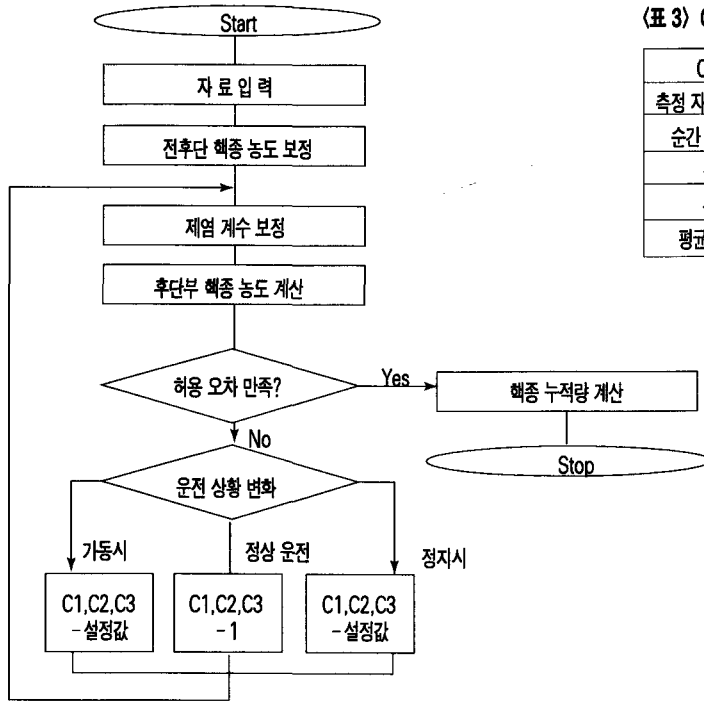 Start
자료입력
전후단 핵종 농도 보정
제염 계수 보정
후단부 핵종 농도 계산
허용 오차 만족?
Yes
핵종 누적량 계산
Stop
No
운전 상황 변화
가동시
정상 운전
정지시
C1,C2,C3
-설정값
C1,C2,C3
-1
C1,C2,C3
-설정값
〈표 3〉
측정
순간
평균